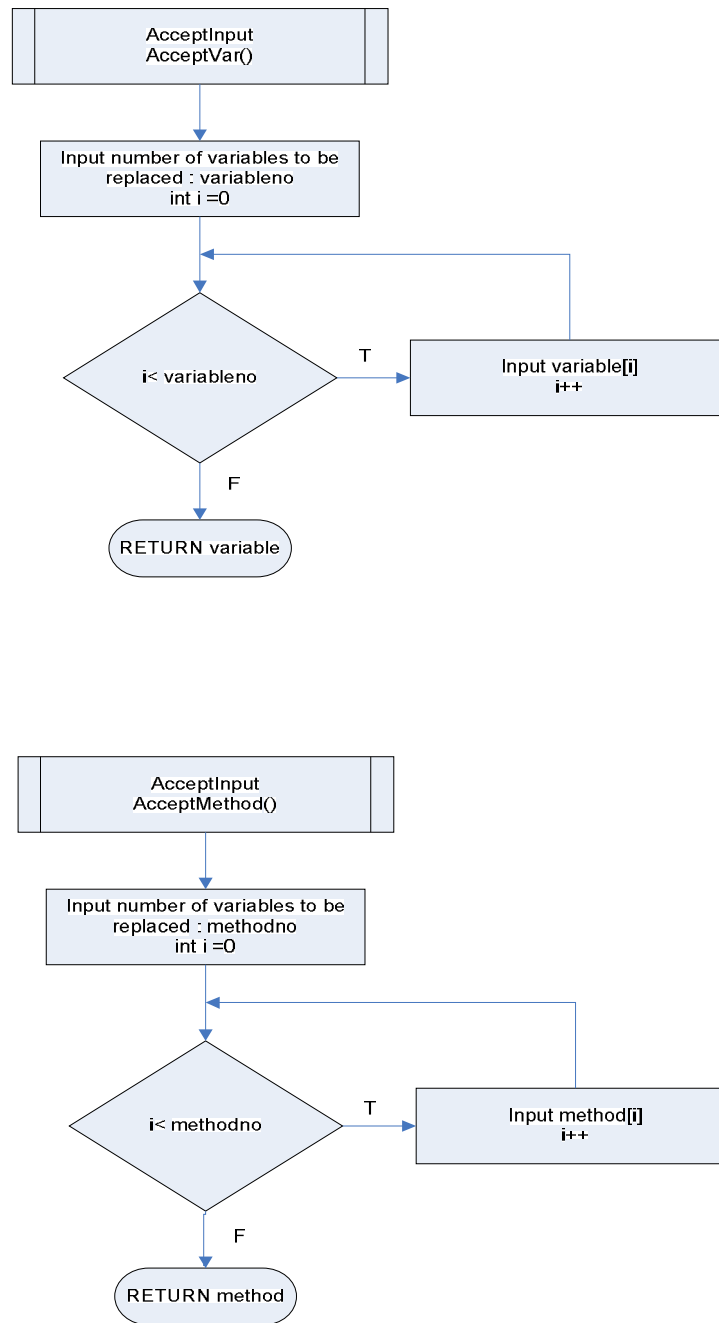 AcceptInput
AcceptVar()
Input number of variables to be
replaced : variableno
int i =0
i< variableno
T
Input variable[i]
i++
F
RETURN variable
AcceptInput
AcceptMethod()
Input number of variables to be
replaced : methodno
int i =0
i< methodno
T
Input method[i]
i++
F
RETURN method